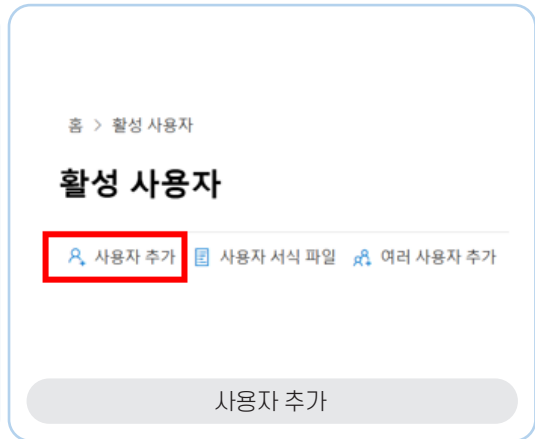 홈 > 활성 사용자
활성 사용자
사용자 추가 사용자 서식 파일 여러 사용자 추가
사용자 추가